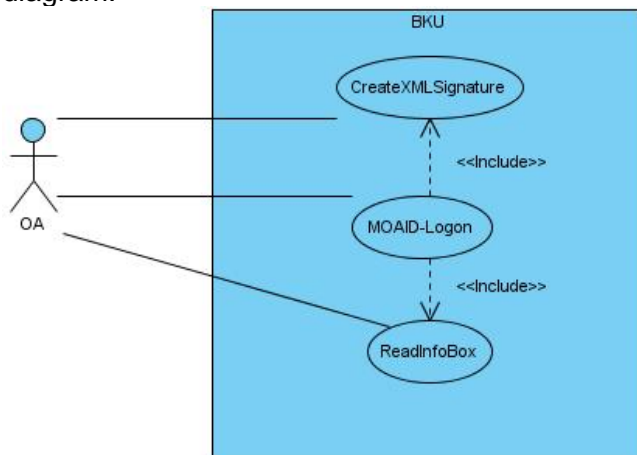 diagram.
BKU
CreateXMLSignature
<<Include>>
OA
MOAID-Logon
<<Include>>
ReadInfoBox